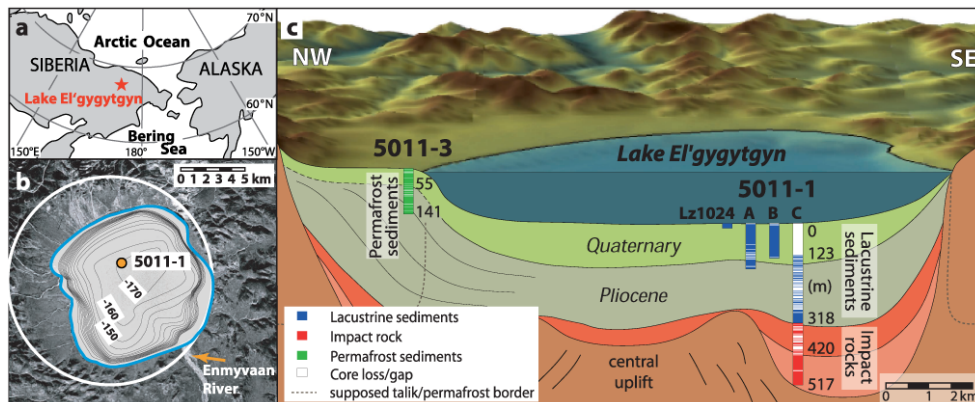 a
Arctic Ocean
70°N
SIBERIA
ALASKA
Lake El'gygytgyn
60°N
Bering
Sea
150°E
180°
150°W
b
0 1 2 3 4 5 km
5011-1
-170
-160
-150
Enmyvaan
River
c
NW
SE
5011-3
Lake El'gygytgyn
55
141
Permafrost
sediments
5011-1
Lz1024 A B C
0
Quaternary
123
Lacustrine
sediments
(m)
Pliocene
318
420
Impact
rocks
517
central
uplift
Lacustrine sediments
Impact rock
Permafrost sediments
Core loss/gap
supposed talik/permafrost border
0 1 2 km